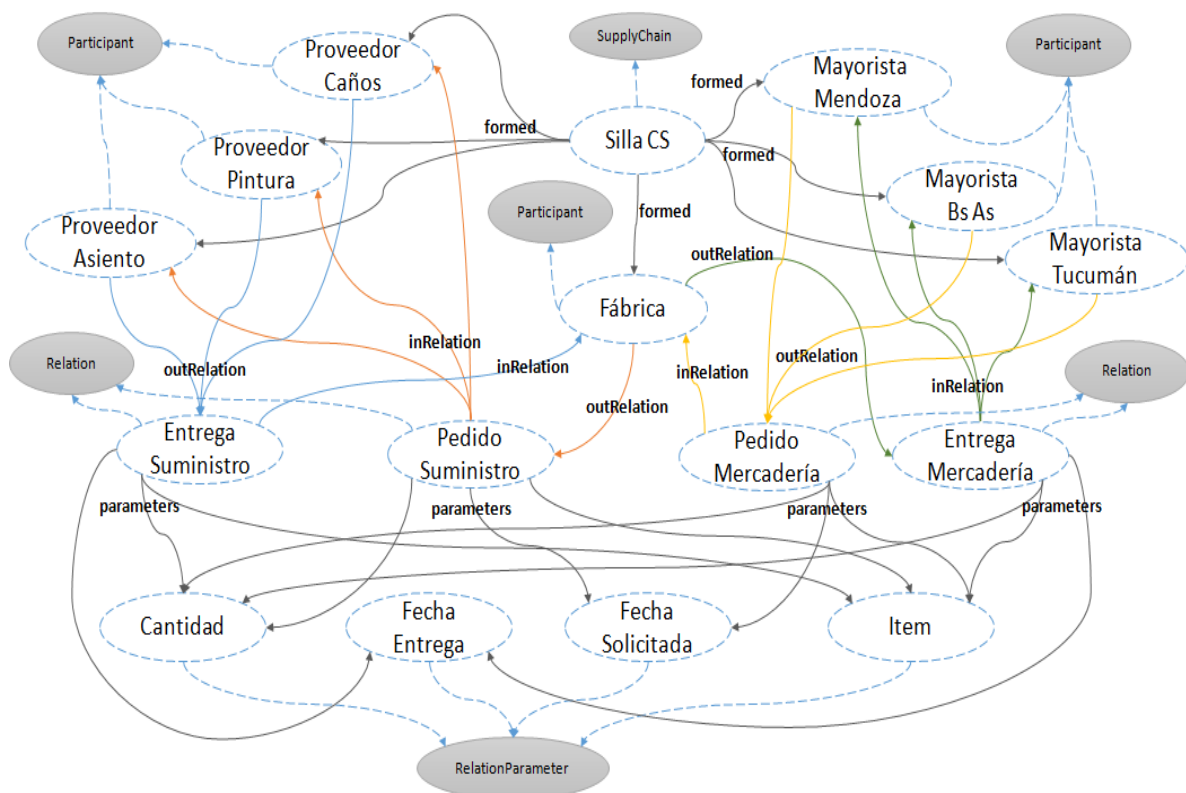 Participant
Proveedor
Caños
SupplyChain
Participant
Mayorista
Mendoza
formed
formed
Silla CS
formed
Proveedor
Pintura
Mayorista
Bs As
Participant
formed
Proveedor
Asiento
Mayorista
Tucumán
outRelation
Fábrica
Relation
outRelation
inRelation
inRelation
inRelation
outRelation
inRelation
Relation
outRelation
Entrega
Suministro
Pedido
Suministro
Pedido
Mercadería
Entrega
Mercadería
parameters
parameters
parameters
parameters
Cantidad
Fecha
Entrega
Fecha
Solicitada
Item
RelationParameter